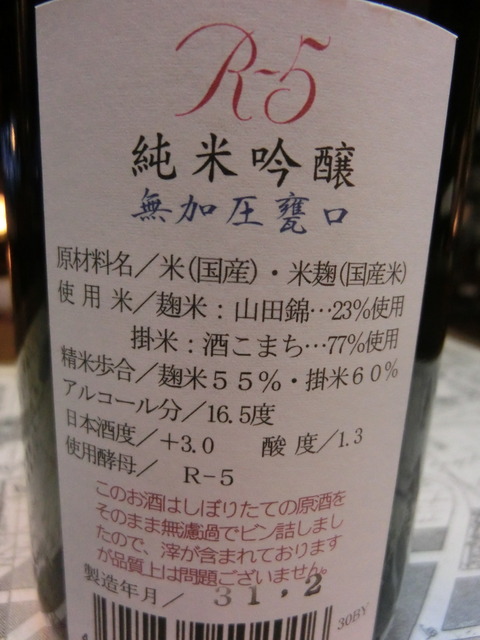 R-5
純米吟醸
無加圧甕口
原材料名／米(国産)・米麹(国産米)
使用米／麹米：山田錦…23%使用
掛米：酒こまち…77%使用
精米歩合／麹米５５%・掛米６０%
アルコール分／16.5度
日本酒度／+3.0 酸度／1.3
使用酵母／ R-5
このお酒はしぼりたての原酒を
そのまま無濾過でビン詰しまし
たので、滓が含まれております
が品質上は問題ございません。
製造年月／ 31.2
30BY